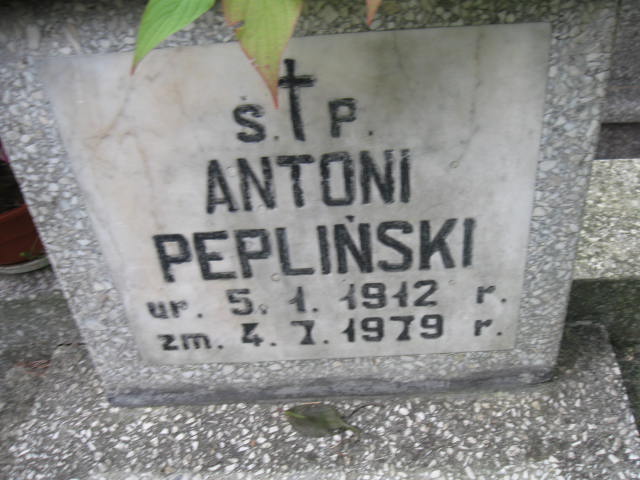 Ś. P.
ANTONI
PEPLIŃSKI
ur. 5. 1. 1912 r.
zm. 4. 7. 1979 r.